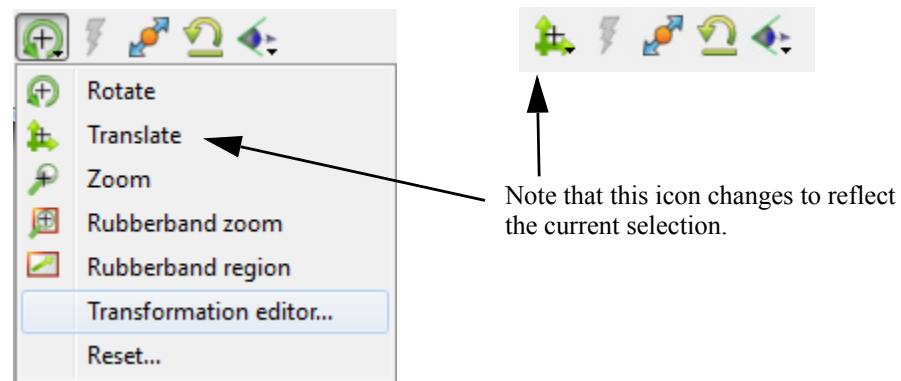 Rotate
Translate
Zoom
Rubberband zoom
Rubberband region
Transformation editor...
Reset...
Note that this icon changes to reflect
the current selection.